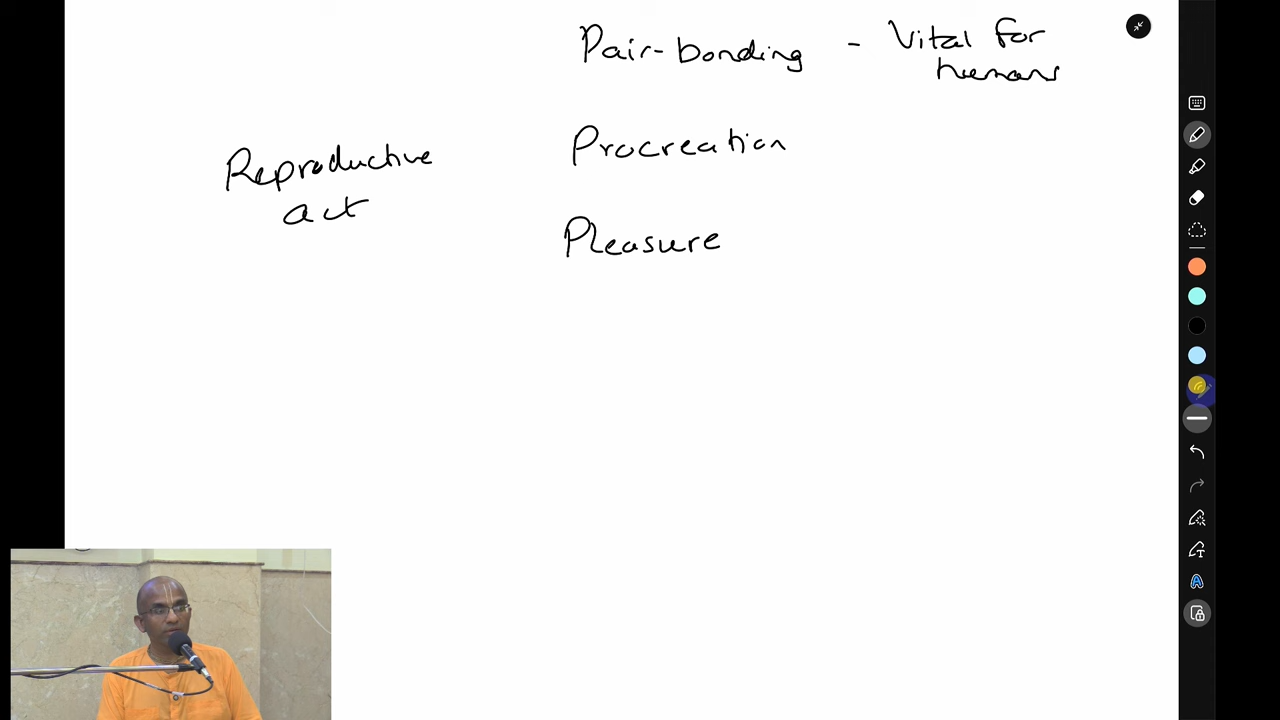 Pair-bonding - Vital for
humans
Procreation
Reproductive
act
Pleasure